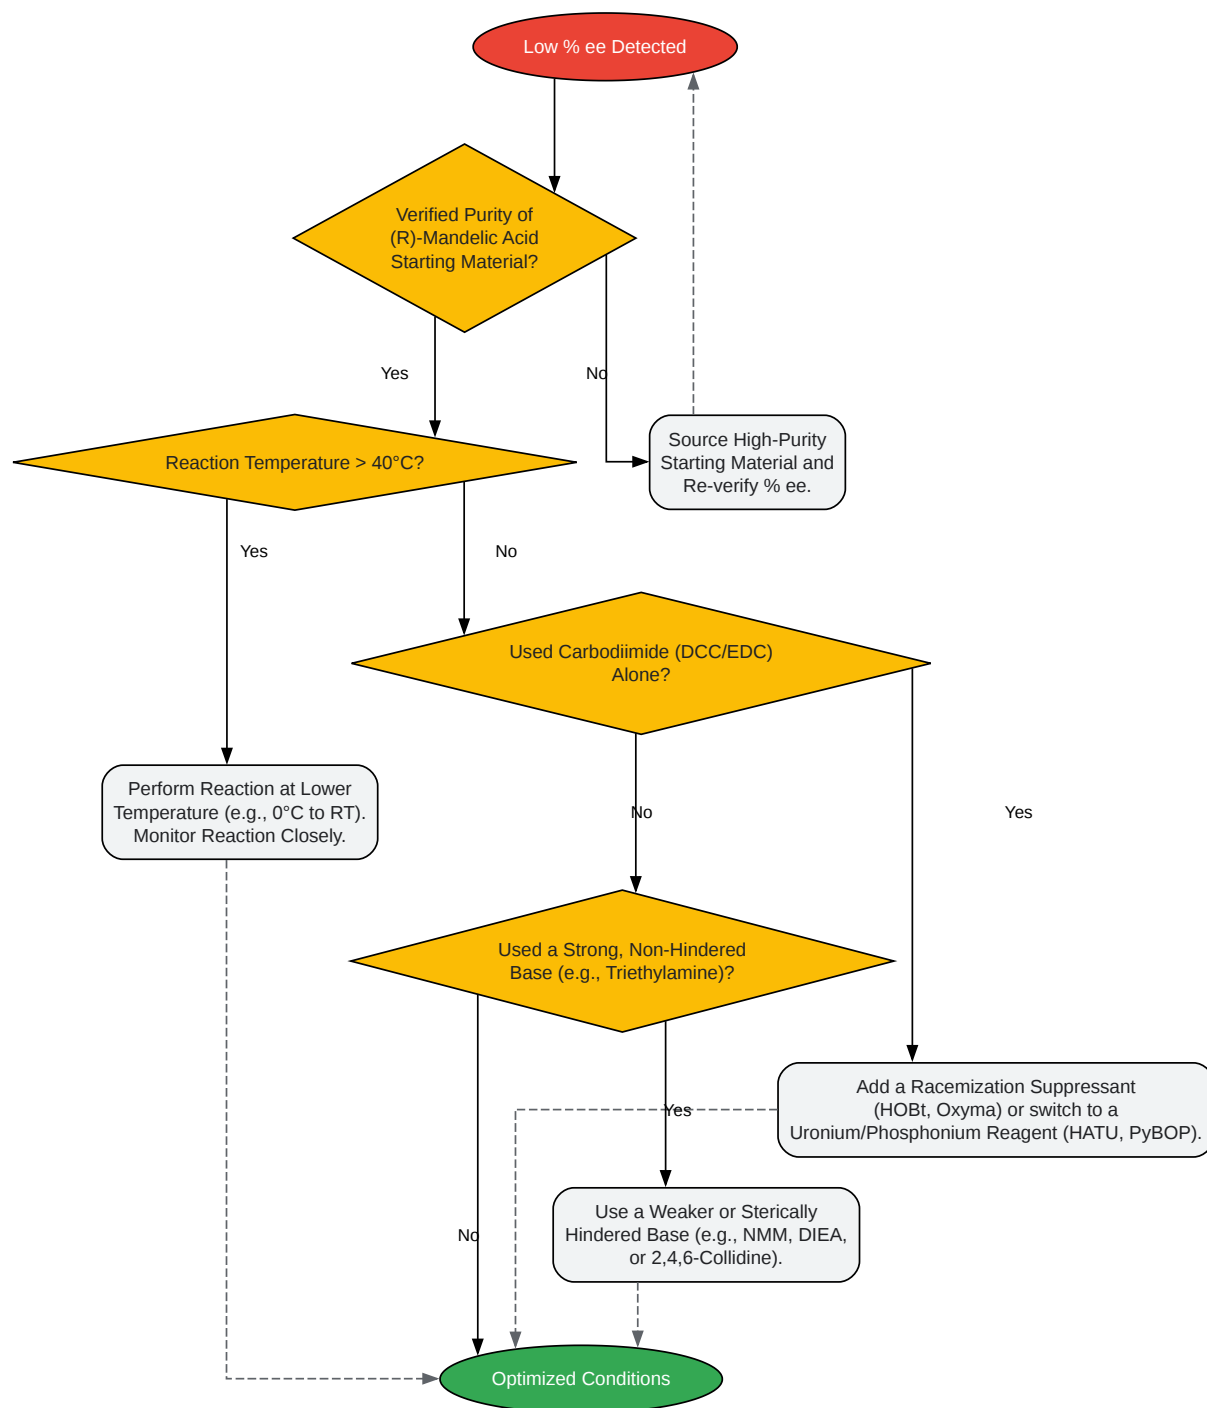 Low % ee Detected
Verified Purity of
(R)-Mandelic Acid
Starting Material?
Yes
No
Reaction Temperature > 40°C?
Source High-Purity
Starting Material and
Re-verify % ee.
Yes
No
Used Carbodiimide (DCC/EDC)
Alone?
Perform Reaction at Lower
Temperature (e.g., 0°C to RT).
Monitor Reaction Closely.
No
Yes
Used a Strong, Non-Hindered
Base (e.g., Triethylamine)?
Add a Racemization Suppressant
(HOBt, Oxyma) or switch to a
Uronium/Phosphonium Reagent (HATU, PyBOP).
Yes
Use a Weaker or Sterically
Hindered Base (e.g., NMM, DIEA,
or 2,4,6-Collidine).
No
Optimized Conditions